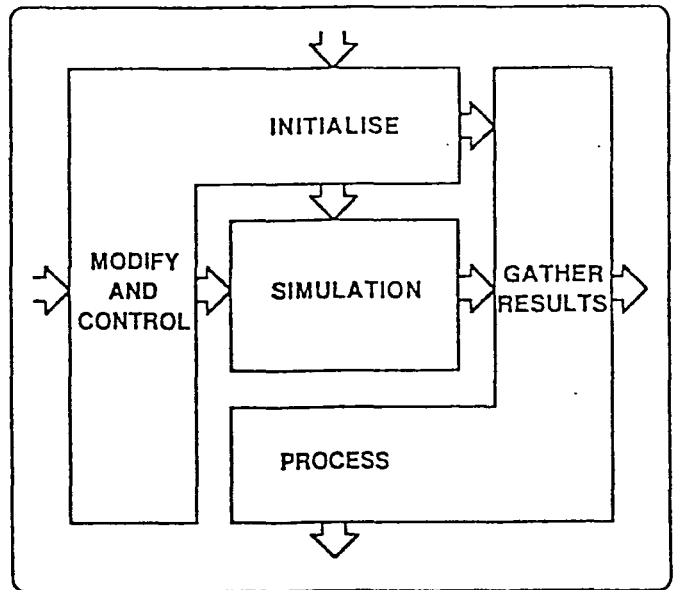 INITIALISE
MODIFY
AND
CONTROL
SIMULATION
GATHER
RESULTS
PROCESS